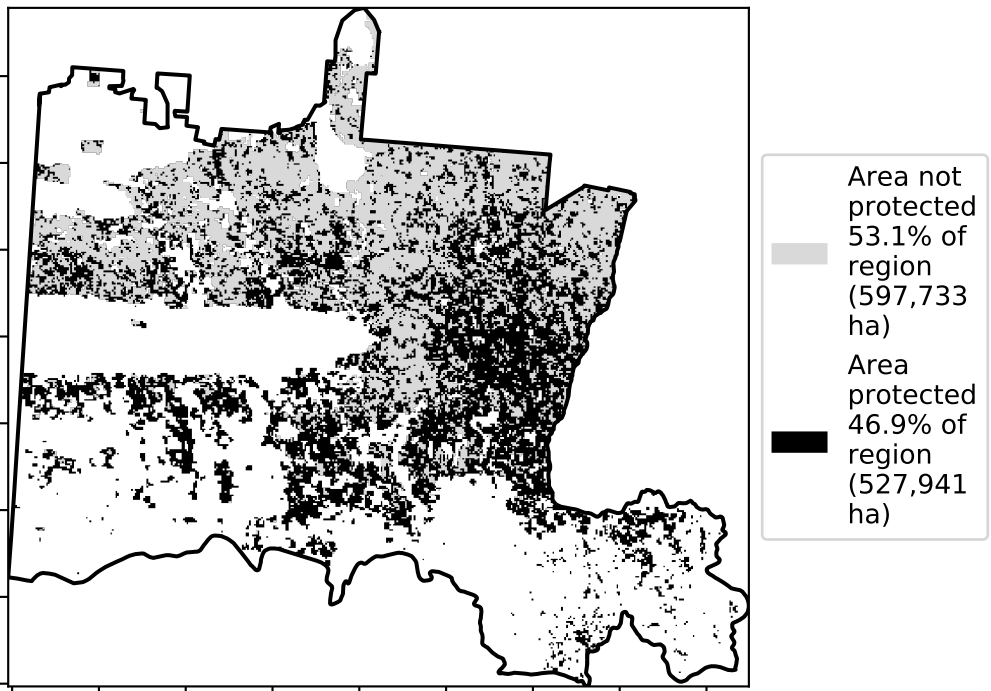 Area not
protected
53.1% of
region
(597,733
ha)
Area
protected
46.9% of
region
(527,941
ha)